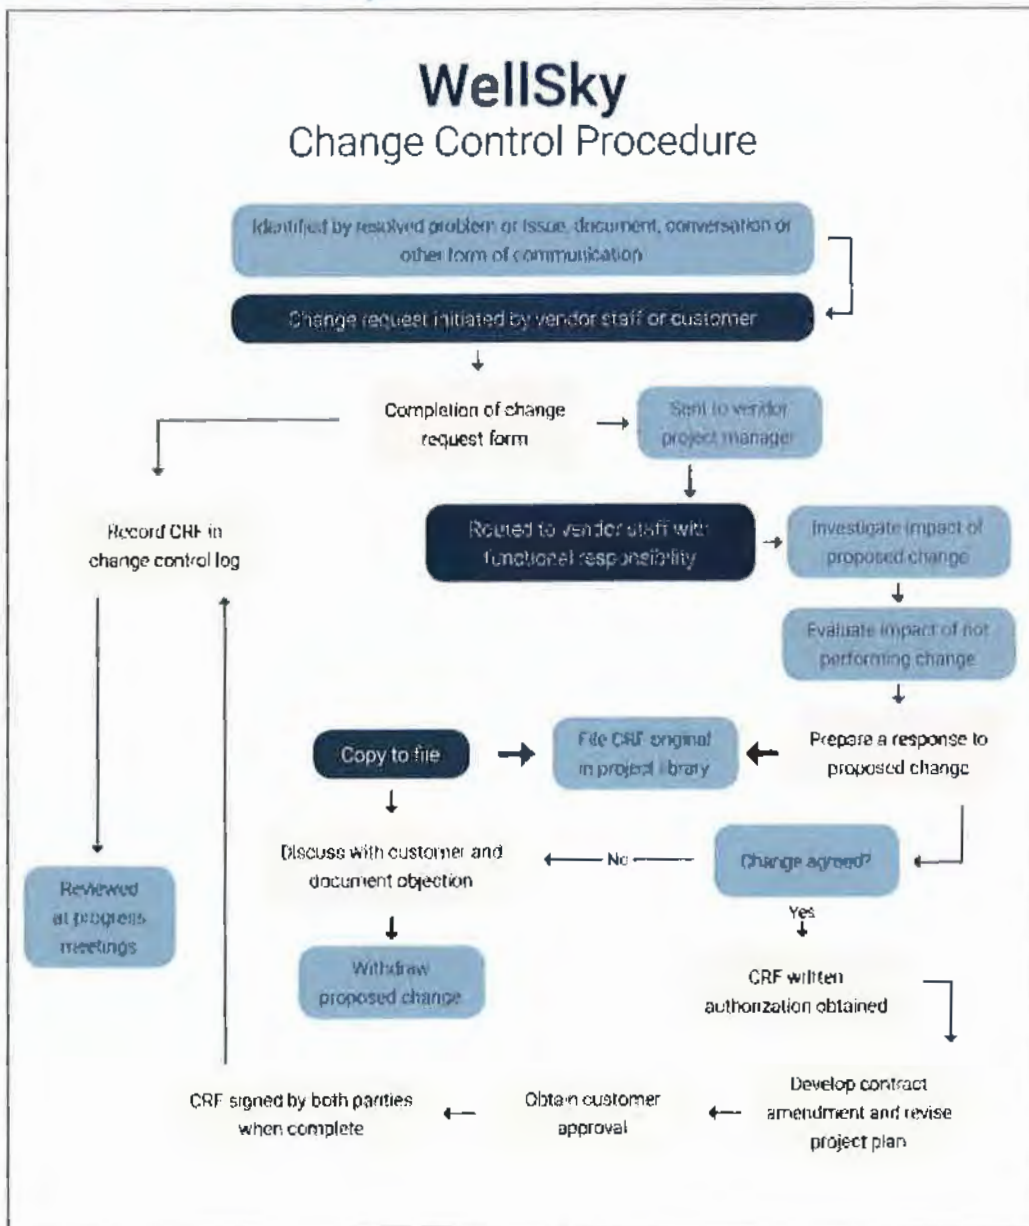 WellSky
Change Control Procedure
Identified by resolved problem or issue, document, conversation or
other form of communication
Change request initiated by vendor staff or customer
Completion of change
request form
Sent to vendor
project manager
Record CRF in
change control log
Routed to vendor staff with
functional responsibility
Investigate impact of
proposed change
Evaluate impact of not
performing change
Copy to file
File CRF original
in project library
Prepare a response to
proposed change
Discuss with customer and
document objection
No
Change agreed?
Reviewed
at progress
meetings
Yes
Withdraw
proposed change
CRF written
authorization obtained
CRF signed by both parities
when complete
Obtain customer
approval
Develop contract
amendment and revise
project plan